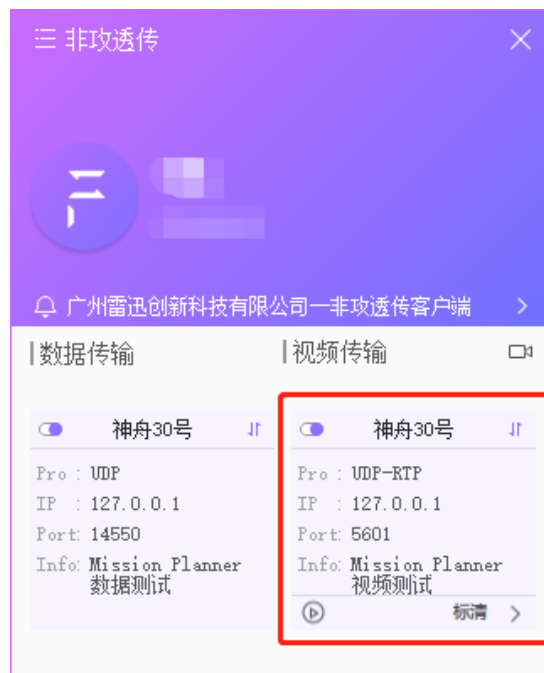 非攻透传
广州雷迅创新科技有限公司一非攻透传客户端
数据传输
视频传输
神舟30号
Pro : UDP
IP : 127.0.0.1
Port: 14550
Info: Mission Planner
数据测试
神舟30号
Pro : UDP-RTP
IP : 127.0.0.1
Port: 5601
Info: Mission Planner
视频测试
标清